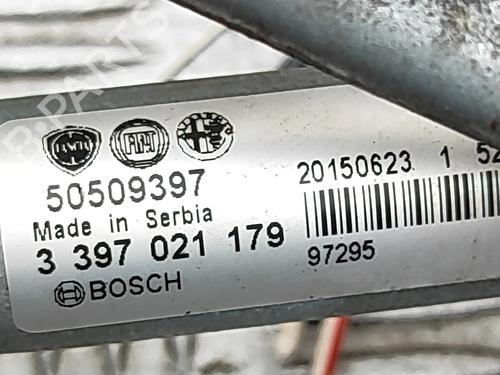 LANCIA
FIAT
50509397
Made in Serbia
3 397 021 179
BOSCH
20150623 1 52
97295